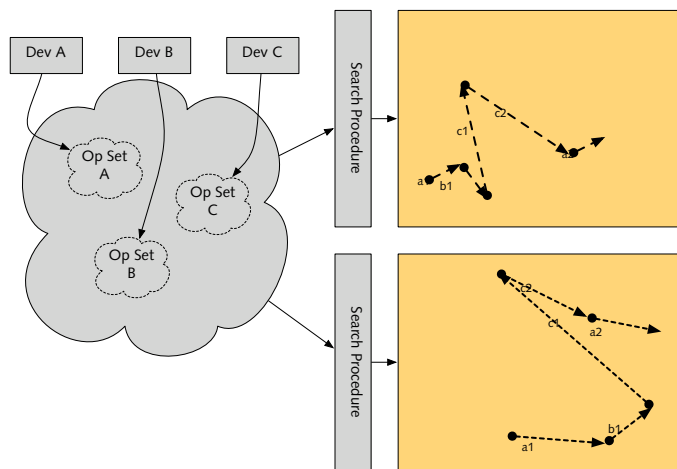 Dev A
Dev B
Dev C
Op Set
A
Op Set
C
Op Set
B
Search Procedure
c2
c1
a2
a
b1
Search Procedure
c2
c1
a2
b1
a1